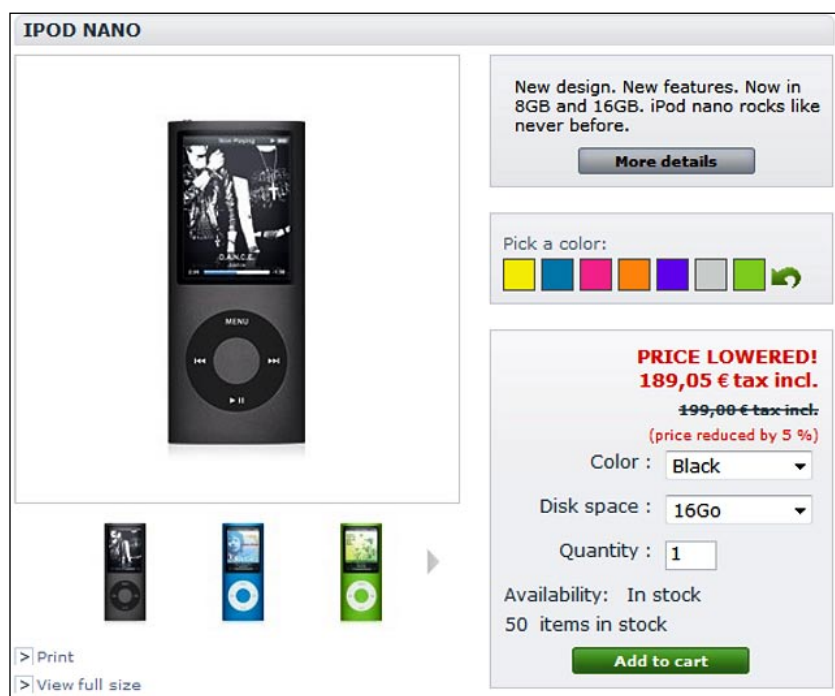 IPOD NANO
New design. New features. Now in
8GB and 16GB. iPod nano rocks like
never before.
More details
Now Playing
D.A.N.C.E.
MENU
Pick a color:
PRICE LOWERED!
189,05 € tax incl.
199,00 € tax incl.
(price reduced by 5 %)
Color : Black
Disk space : 16Go
Quantity : 1
Availability: In stock
50 items in stock
Add to cart
> Print
> View full size